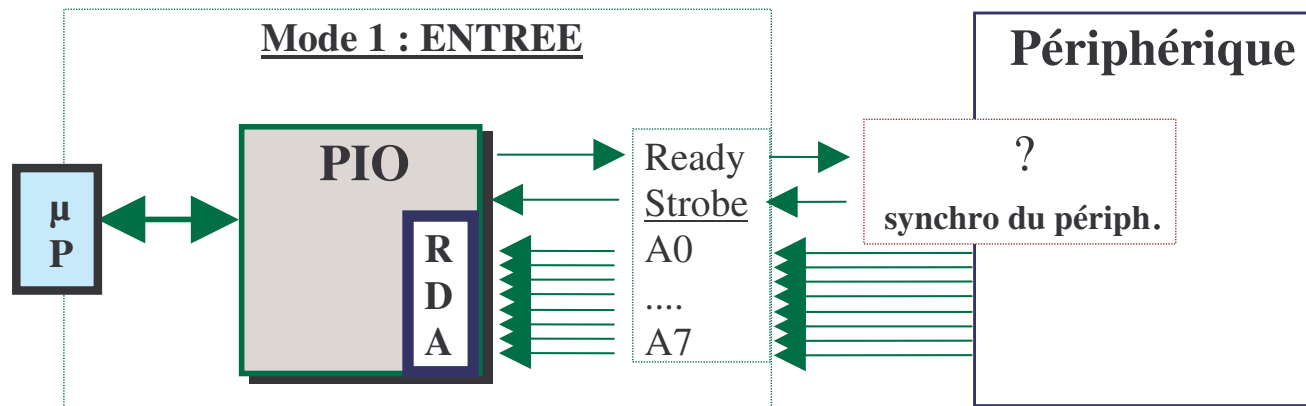 Mode 1 : ENTREE
Périphérique
PIO
µ
P
R
D
A
Ready
Strobe
A0
....
A7
?
synchro du périph.